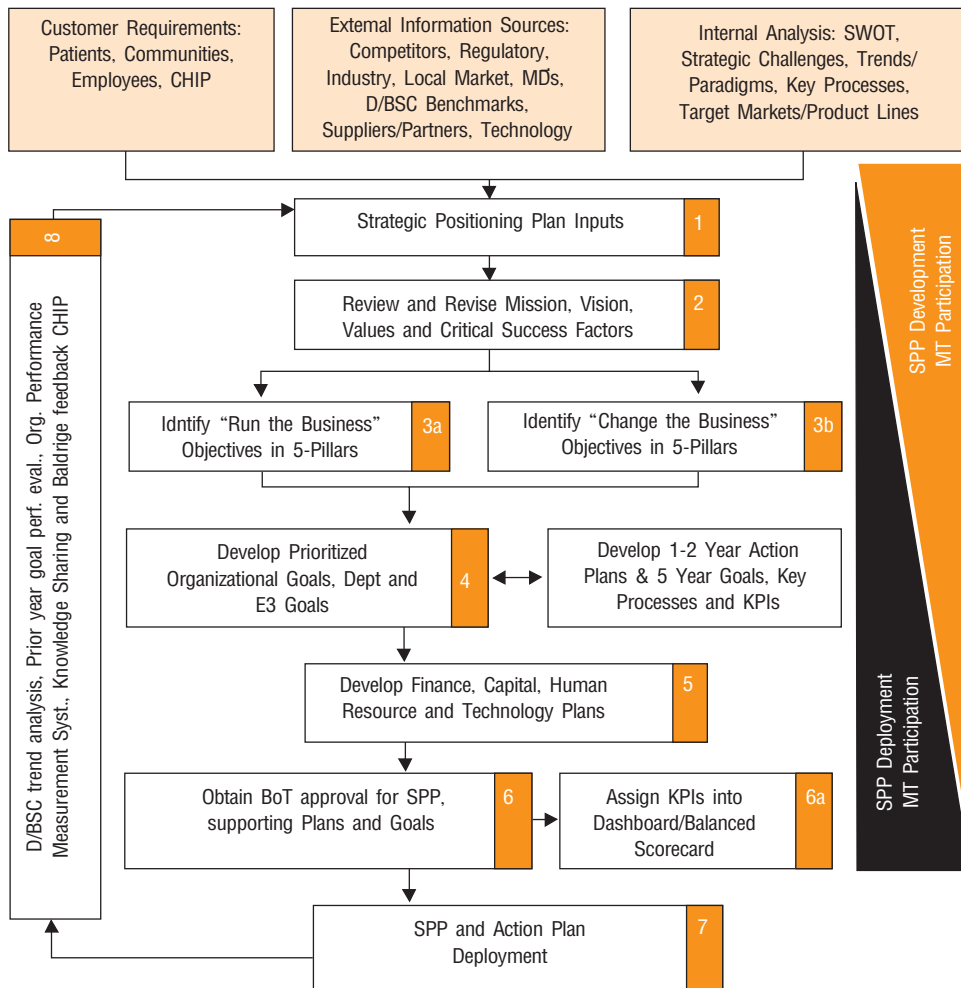 Customer Requirements:
Patients, Communities,
Employees, CHIP
External Information Sources:
Competitors, Regulatory,
Industry, Local Market, MD's,
D/BSC Benchmarks,
Suppliers/Partners, Technology
Internal Analysis: SWOT,
Strategic Challenges, Trends/
Paradigms, Key Processes,
Target Markets/Product Lines
Strategic Positioning Plan Inputs
1
Review and Revise Mission, Vision,
Values and Critical Success Factors
2
Idntify “Run the Business”
Objectives in 5-Pillars
3a
Identify “Change the Business”
Objectives in 5-Pillars
3b
Develop Prioritized
Organizational Goals, Dept and
E3 Goals
4
Develop 1-2 Year Action
Plans & 5 Year Goals, Key
Processes and KPIs
Develop Finance, Capital, Human
Resource and Technology Plans
5
Obtain BoT approval for SPP,
supporting Plans and Goals
6
Assign KPIs into
Dashboard/Balanced
Scorecard
6a
SPP and Action Plan
Deployment
7
8
D/BSC trend analysis, Prior year goal perf. eval., Org. Performance
Measurement Syst., Knowledge Sharing and Baldrige feedback CHIP
SPP Development
MT Participation
SPP Deployment
MT Participation